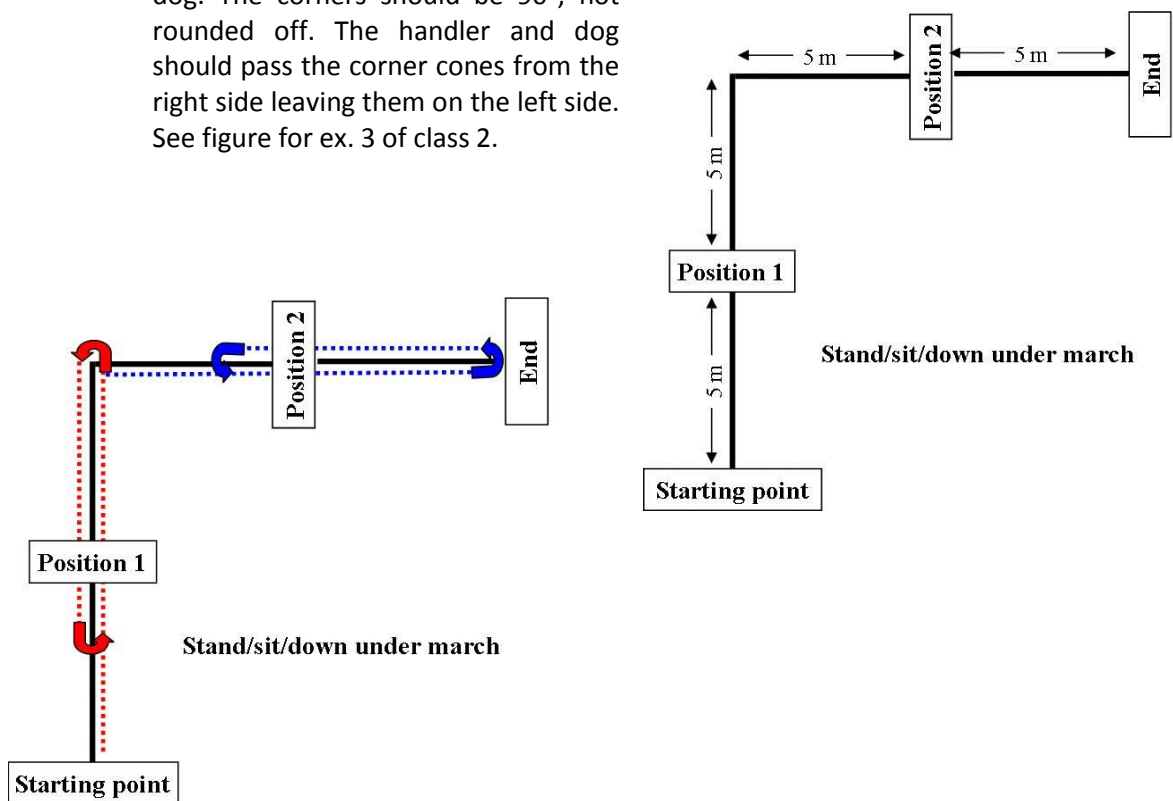 dog. The corners should be 90°, not
rounded off. The handler and dog
should pass the corner cones from the
right side leaving them on the left side.
See figure for ex. 3 of class 2.
5 m
Position 2
5 m
End
5 m
Position 1
5 m
Stand/sit/down under march
Starting point
Position 2
End
Position 1
Stand/sit/down under march
Starting point